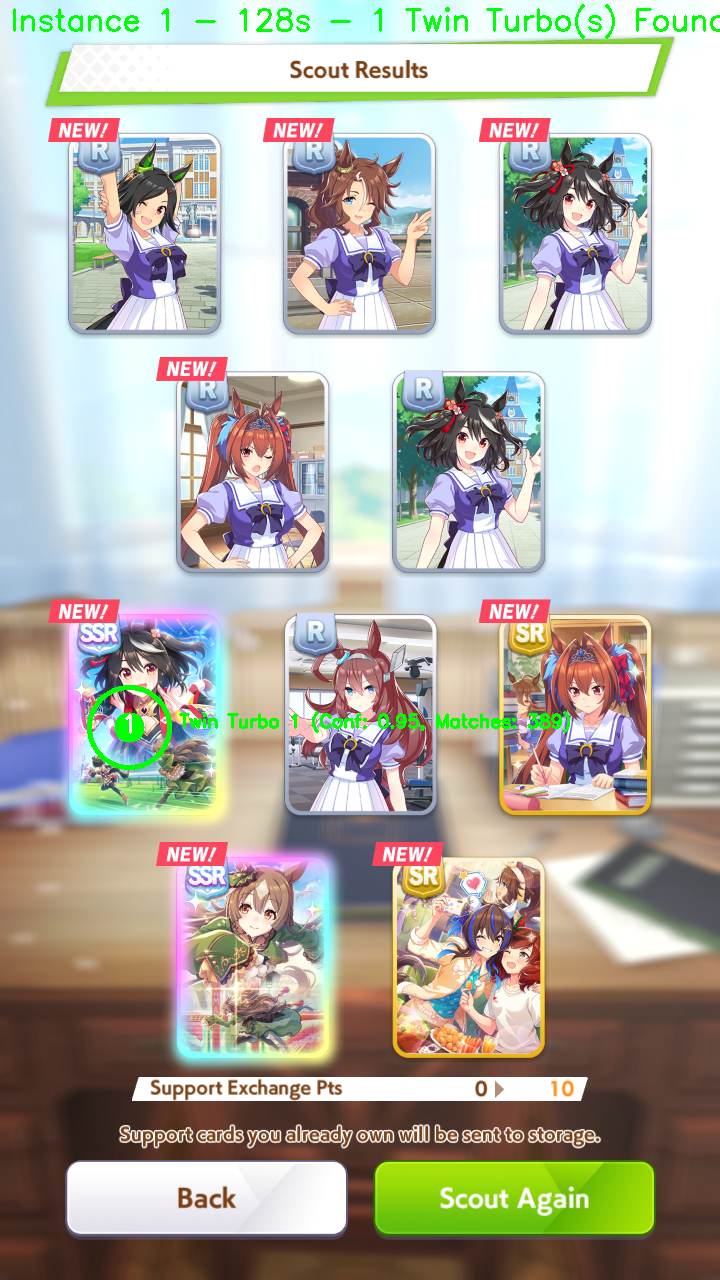 Instance 1 - 128s - 1 Twin Turbo(s) Found
Scout Results
NEW! NEW! NEW!
R R R
NEW!
R R
NEW! NEW!
SSR R SR
1 Twin Turbo 1 (Conf: 0.95, Matches: 389)
NEW! NEW!
SSR SR
Support Exchange Pts 0 10
Support cards you already own will be sent to storage.
Back Scout Again